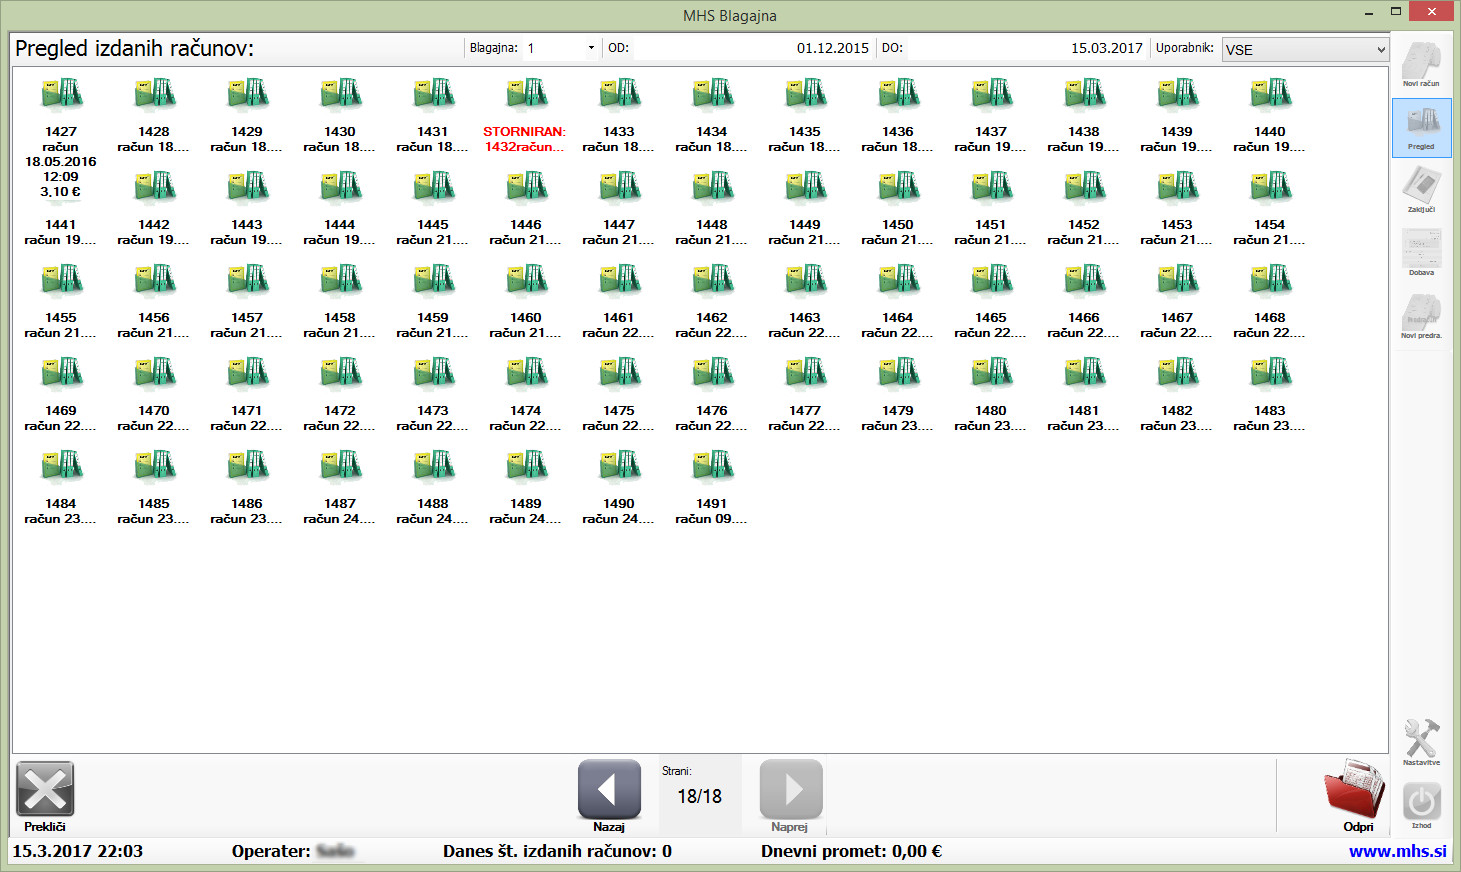 MHS Blagajna
Pregled izdanih računov:
Blagajna: 1
OD: 01.12.2015
DO: 15.03.2017
Uporabnik: VSE
1427 1428 1429 1430 1431 STORNIRAN: 1433 1434 1435 1436 1437 1438 1439 1440
račun račun 18.... račun 18.... račun 18.... račun 18.... 1432račun... račun 18.... račun 18.... račun 18.... račun 18.... račun 19.... račun 19.... račun 19.... račun 19....
18.05.2016
12:09
3,10 €
1441 1442 1443 1444 1445 1446 1447 1448 1449 1450 1451 1452 1453 1454
račun 19.... račun 19.... račun 19.... račun 19.... račun 21.... račun 21.... račun 21.... račun 21.... račun 21.... račun 21.... račun 21.... račun 21.... račun 21.... račun 21....
1455 1456 1457 1458 1459 1460 1461 1462 1463 1464 1465 1466 1467 1468
račun 21.... račun 21.... račun 21.... račun 21.... račun 21.... račun 21.... račun 22.... račun 22.... račun 22.... račun 22.... račun 22.... račun 22.... račun 22.... račun 22....
1469 1470 1471 1472 1473 1474 1475 1476 1477 1479 1480 1481 1482 1483
račun 22.... račun 22.... račun 22.... račun 22.... račun 22.... račun 22.... račun 22.... račun 22.... račun 22.... račun 23.... račun 23.... račun 23.... račun 23.... račun 23....
1484 1485 1486 1487 1488 1489 1490 1491
račun 23.... račun 23.... račun 23.... račun 24.... račun 24.... račun 24.... račun 24.... račun 09....
Novi račun
Pregled
Zaključi
Dobava
Novi predra.
Nastavitve
Izhod
Prekliči
Nazaj
Strani:
18/18
Naprej
Odpri
15.3.2017 22:03
Operater:
Danes št. izdanih računov: 0
Dnevni promet: 0,00 €
www.mhs.si